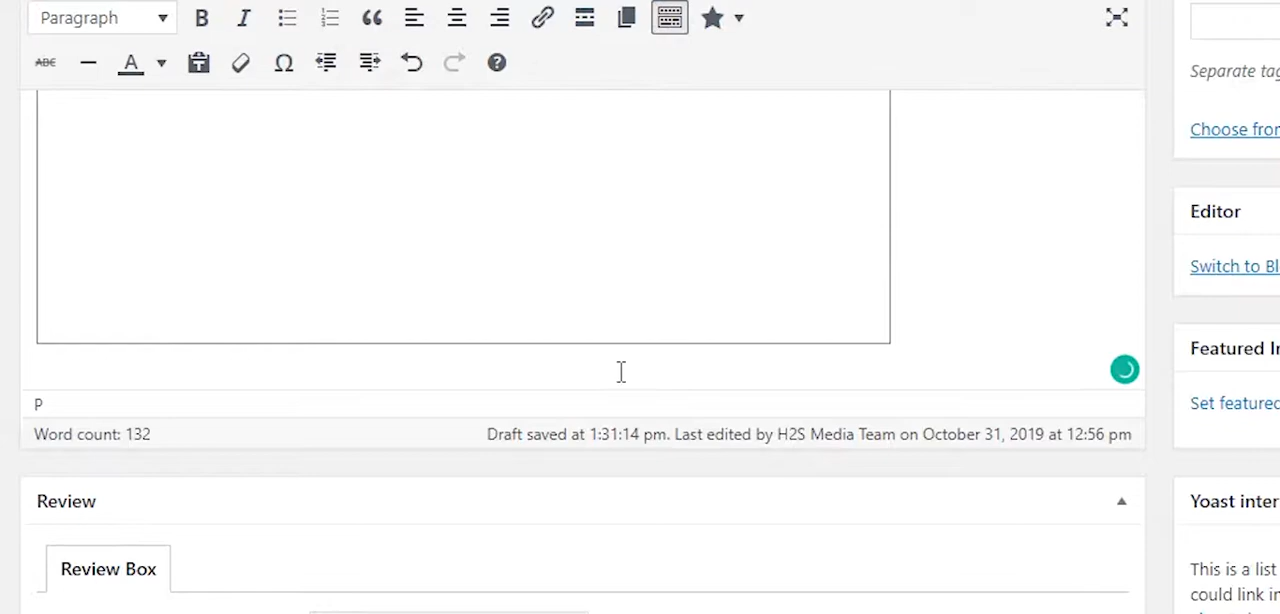 Paragraph
B I
ABC A Ω
Separate tag
Choose from
Editor
Switch to Bl
Featured I
Set featured
P
Word count: 132 Draft saved at 1:31:14 pm. Last edited by H2S Media Team on October 31, 2019 at 12:56 pm
Review
Yoast inter
Review Box
This is a list
could link in